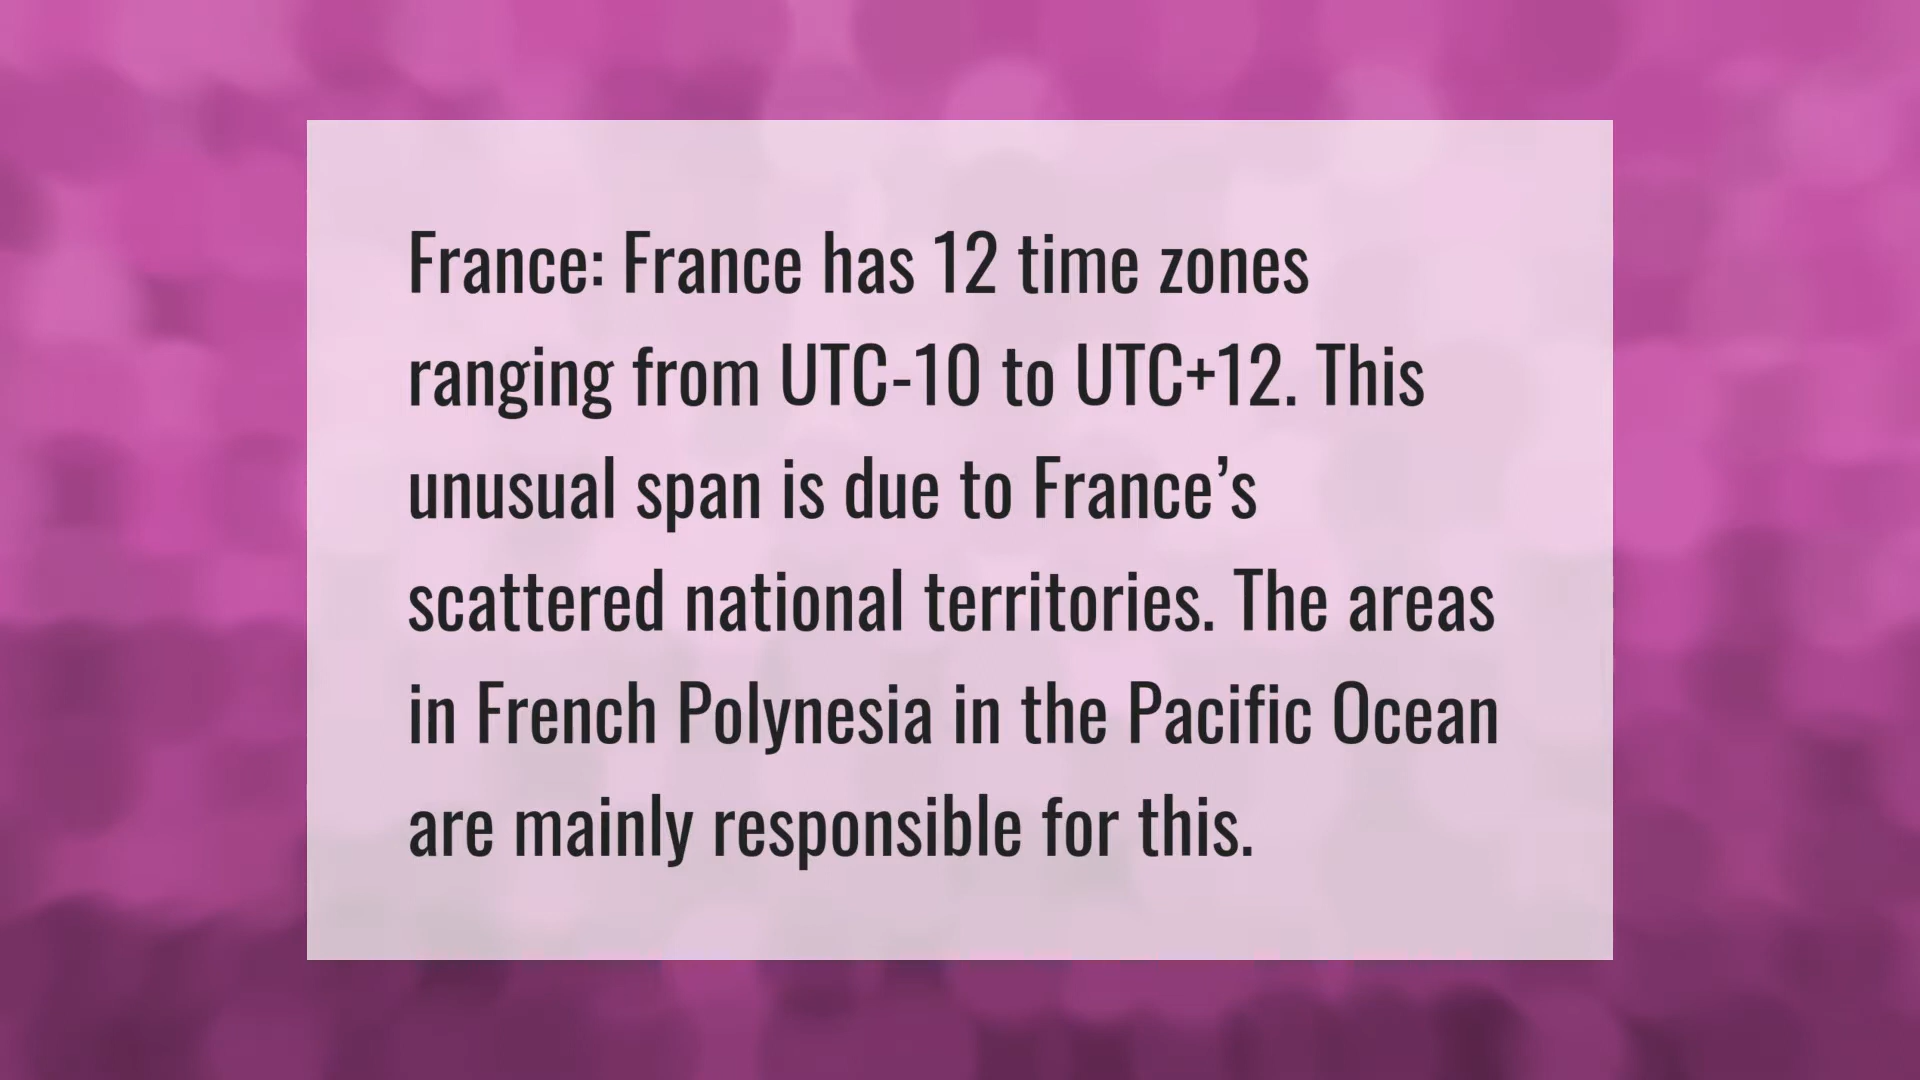 France: France has 12 time zones
ranging from UTC-10 to UTC+12. This
unusual span is due to France’s
scattered national territories. The areas
in French Polynesia in the Pacific Ocean
are mainly responsible for this.